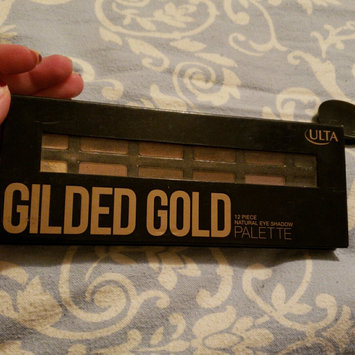 ULTA
GILDED GOLD
12 PIECE
NATURAL EYE SHADOW
PALETTE